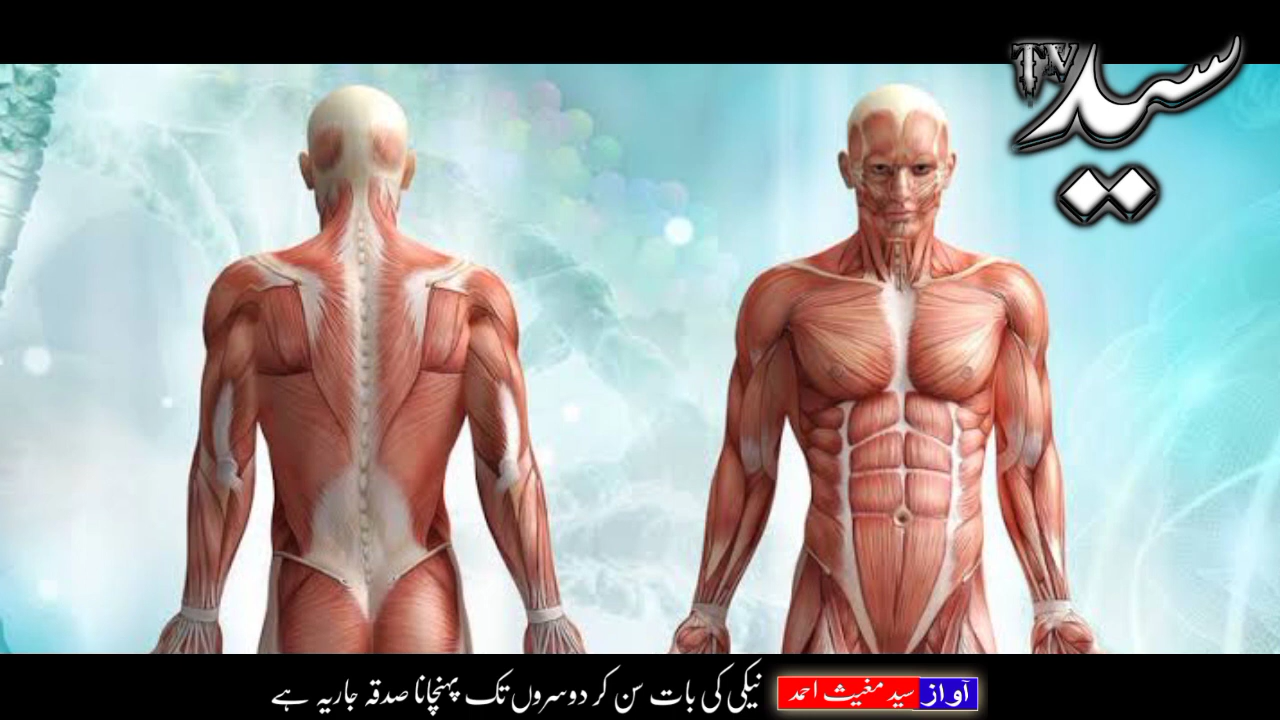 سید TV
آواز سید مغیث احمد نیکی کی بات سن کر دوسروں تک پہنچانا صدقہ جاریہ ہے